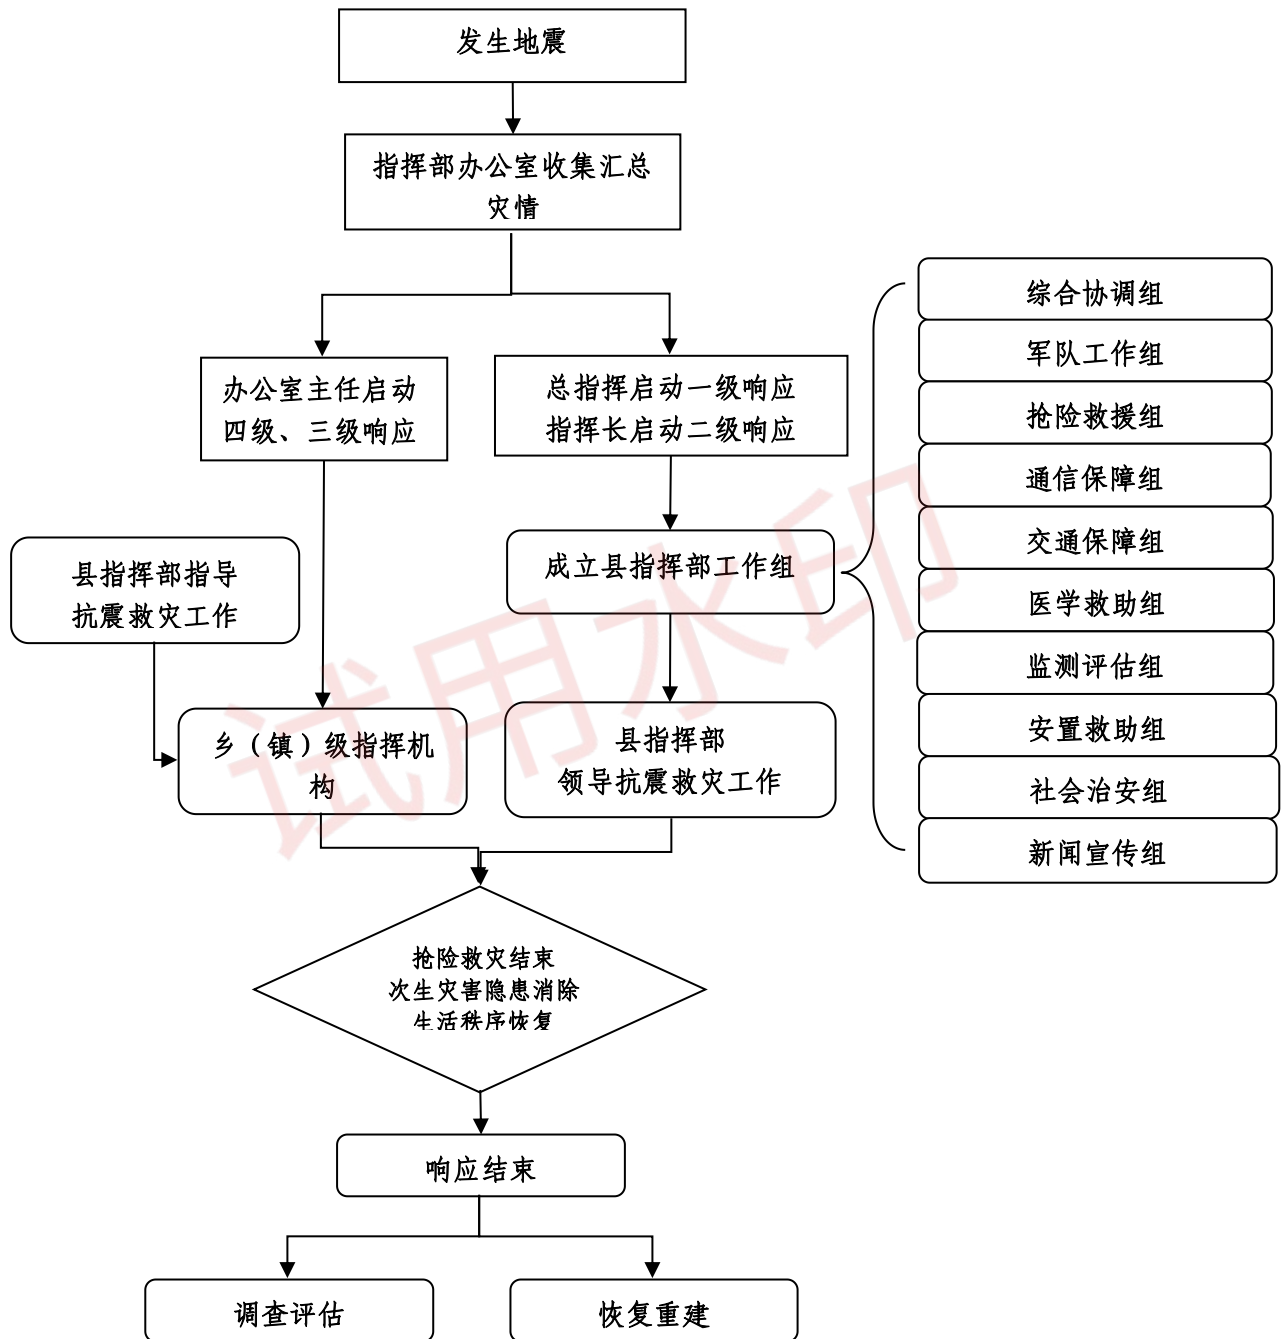 发生地震
指挥部办公室收集汇总
灾情
办公室主任启动
四级、三级响应
总指挥启动一级响应
指挥长启动二级响应
县指挥部指导
抗震救灾工作
成立县指挥部工作组
综合协调组
军队工作组
抢险救援组
通信保障组
交通保障组
医学救助组
监测评估组
安置救助组
社会治安组
新闻宣传组
乡（镇）级指挥机
构
县指挥部
领导抗震救灾工作
抢险救灾结束
次生灾害隐患消除
生活秩序恢复
响应结束
调查评估
恢复重建
试用水印